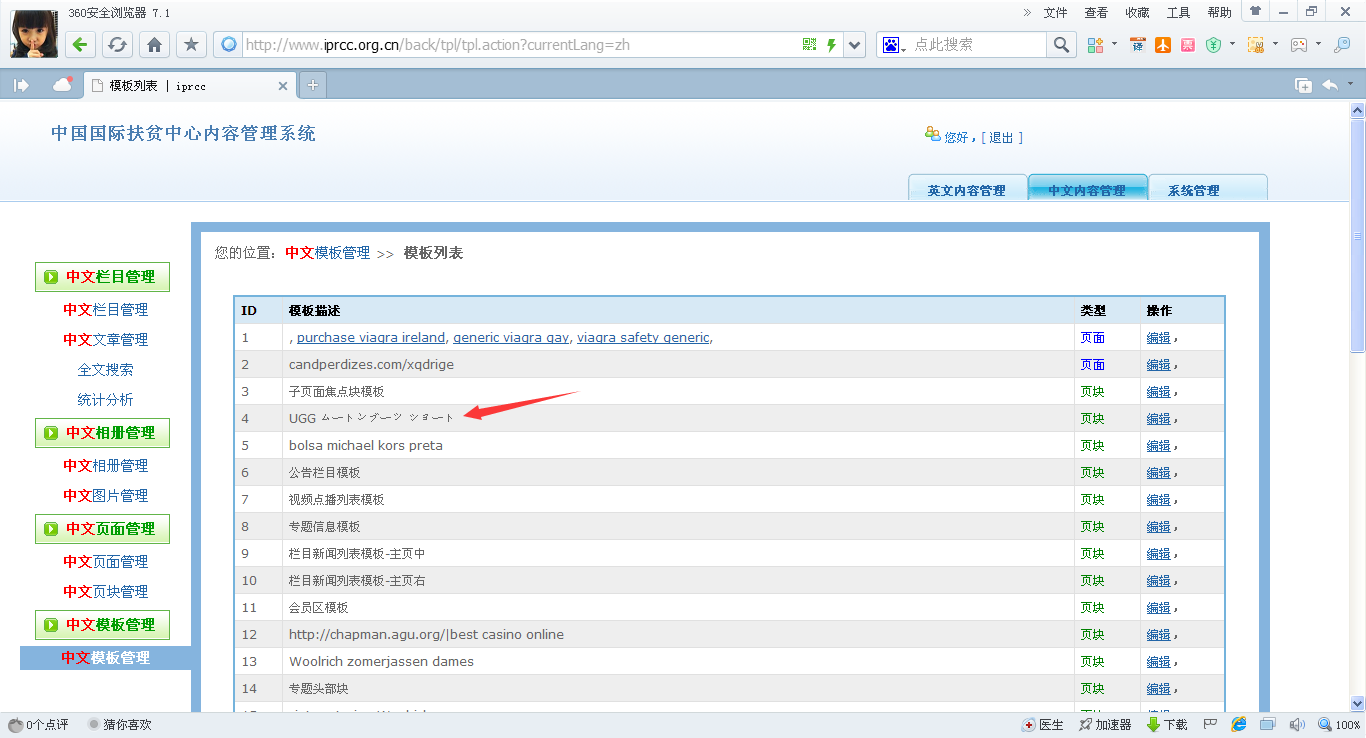 360安全浏览器 7.1
» 文件 查看 收藏 工具 帮助
http://www.iprcc.org.cn/back/tpl/tpl.action?currentLang=zh
点此搜索
译
模板列表 | iprcc
中国国际扶贫中心内容管理系统
您好，[ 退出 ]
英文内容管理 中文内容管理 系统管理
您的位置：中文模板管理 >> 模板列表
中文栏目管理
中文栏目管理
中文文章管理
全文搜索
统计分析
中文相册管理
中文相册管理
中文图片管理
中文页面管理
中文页面管理
中文页块管理
中文模板管理
中文模板管理
ID 模板描述 类型 操作
1 , purchase viagra ireland, generic viagra gay, viagra safety generic, 页面 编辑，
2 candperdizes.com/xqdrige 页面 编辑，
3 子页面焦点块模板 页块 编辑，
4 UGG ムートンブーツ ショート 页块 编辑，
5 bolsa michael kors preta 页块 编辑，
6 公告栏目模板 页块 编辑，
7 视频点播列表模板 页块 编辑，
8 专题信息模板 页块 编辑，
9 栏目新闻列表模板-主页中 页块 编辑，
10 栏目新闻列表模板-主页右 页块 编辑，
11 会员区模板 页块 编辑，
12 http://chapman.agu.org/|best casino online 页块 编辑，
13 Woolrich zomerjassen dames 页块 编辑，
14 专题头部块 页块 编辑，
0个点评 猜你喜欢 医生 加速器 下载 100%